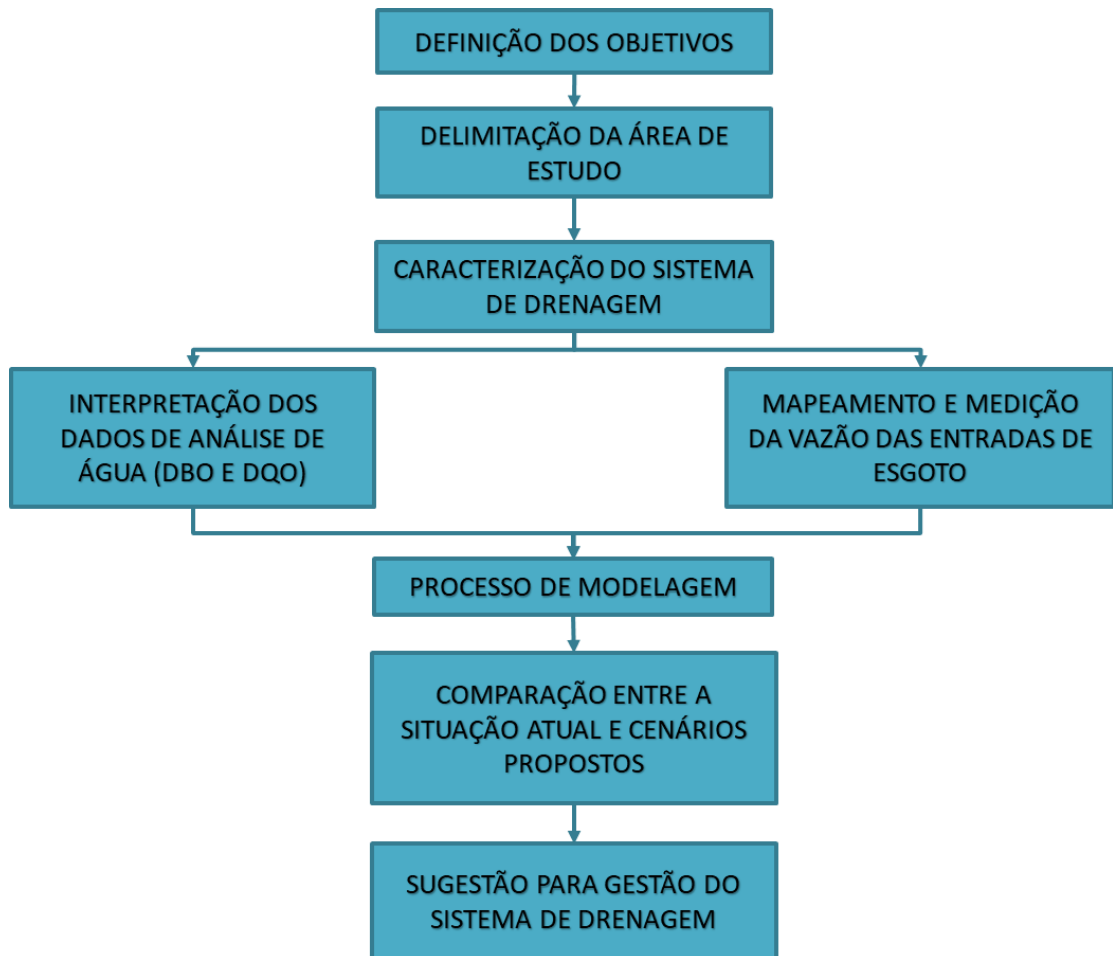 DEFINIÇÃO DOS OBJETIVOS
DELIMITAÇÃO DA ÁREA DE
ESTUDO
CARACTERIZAÇÃO DO SISTEMA
DE DRENAGEM
INTERPRETAÇÃO DOS
DADOS DE ANÁLISE DE
ÁGUA (DBO E DQO)
MAPEAMENTO E MEDIÇÃO
DA VAZÃO DAS ENTRADAS DE
ESGOTO
PROCESSO DE MODELAGEM
COMPARAÇÃO ENTRE A
SITUAÇÃO ATUAL E CENÁRIOS
PROPOSTOS
SUGESTÃO PARA GESTÃO DO
SISTEMA DE DRENAGEM